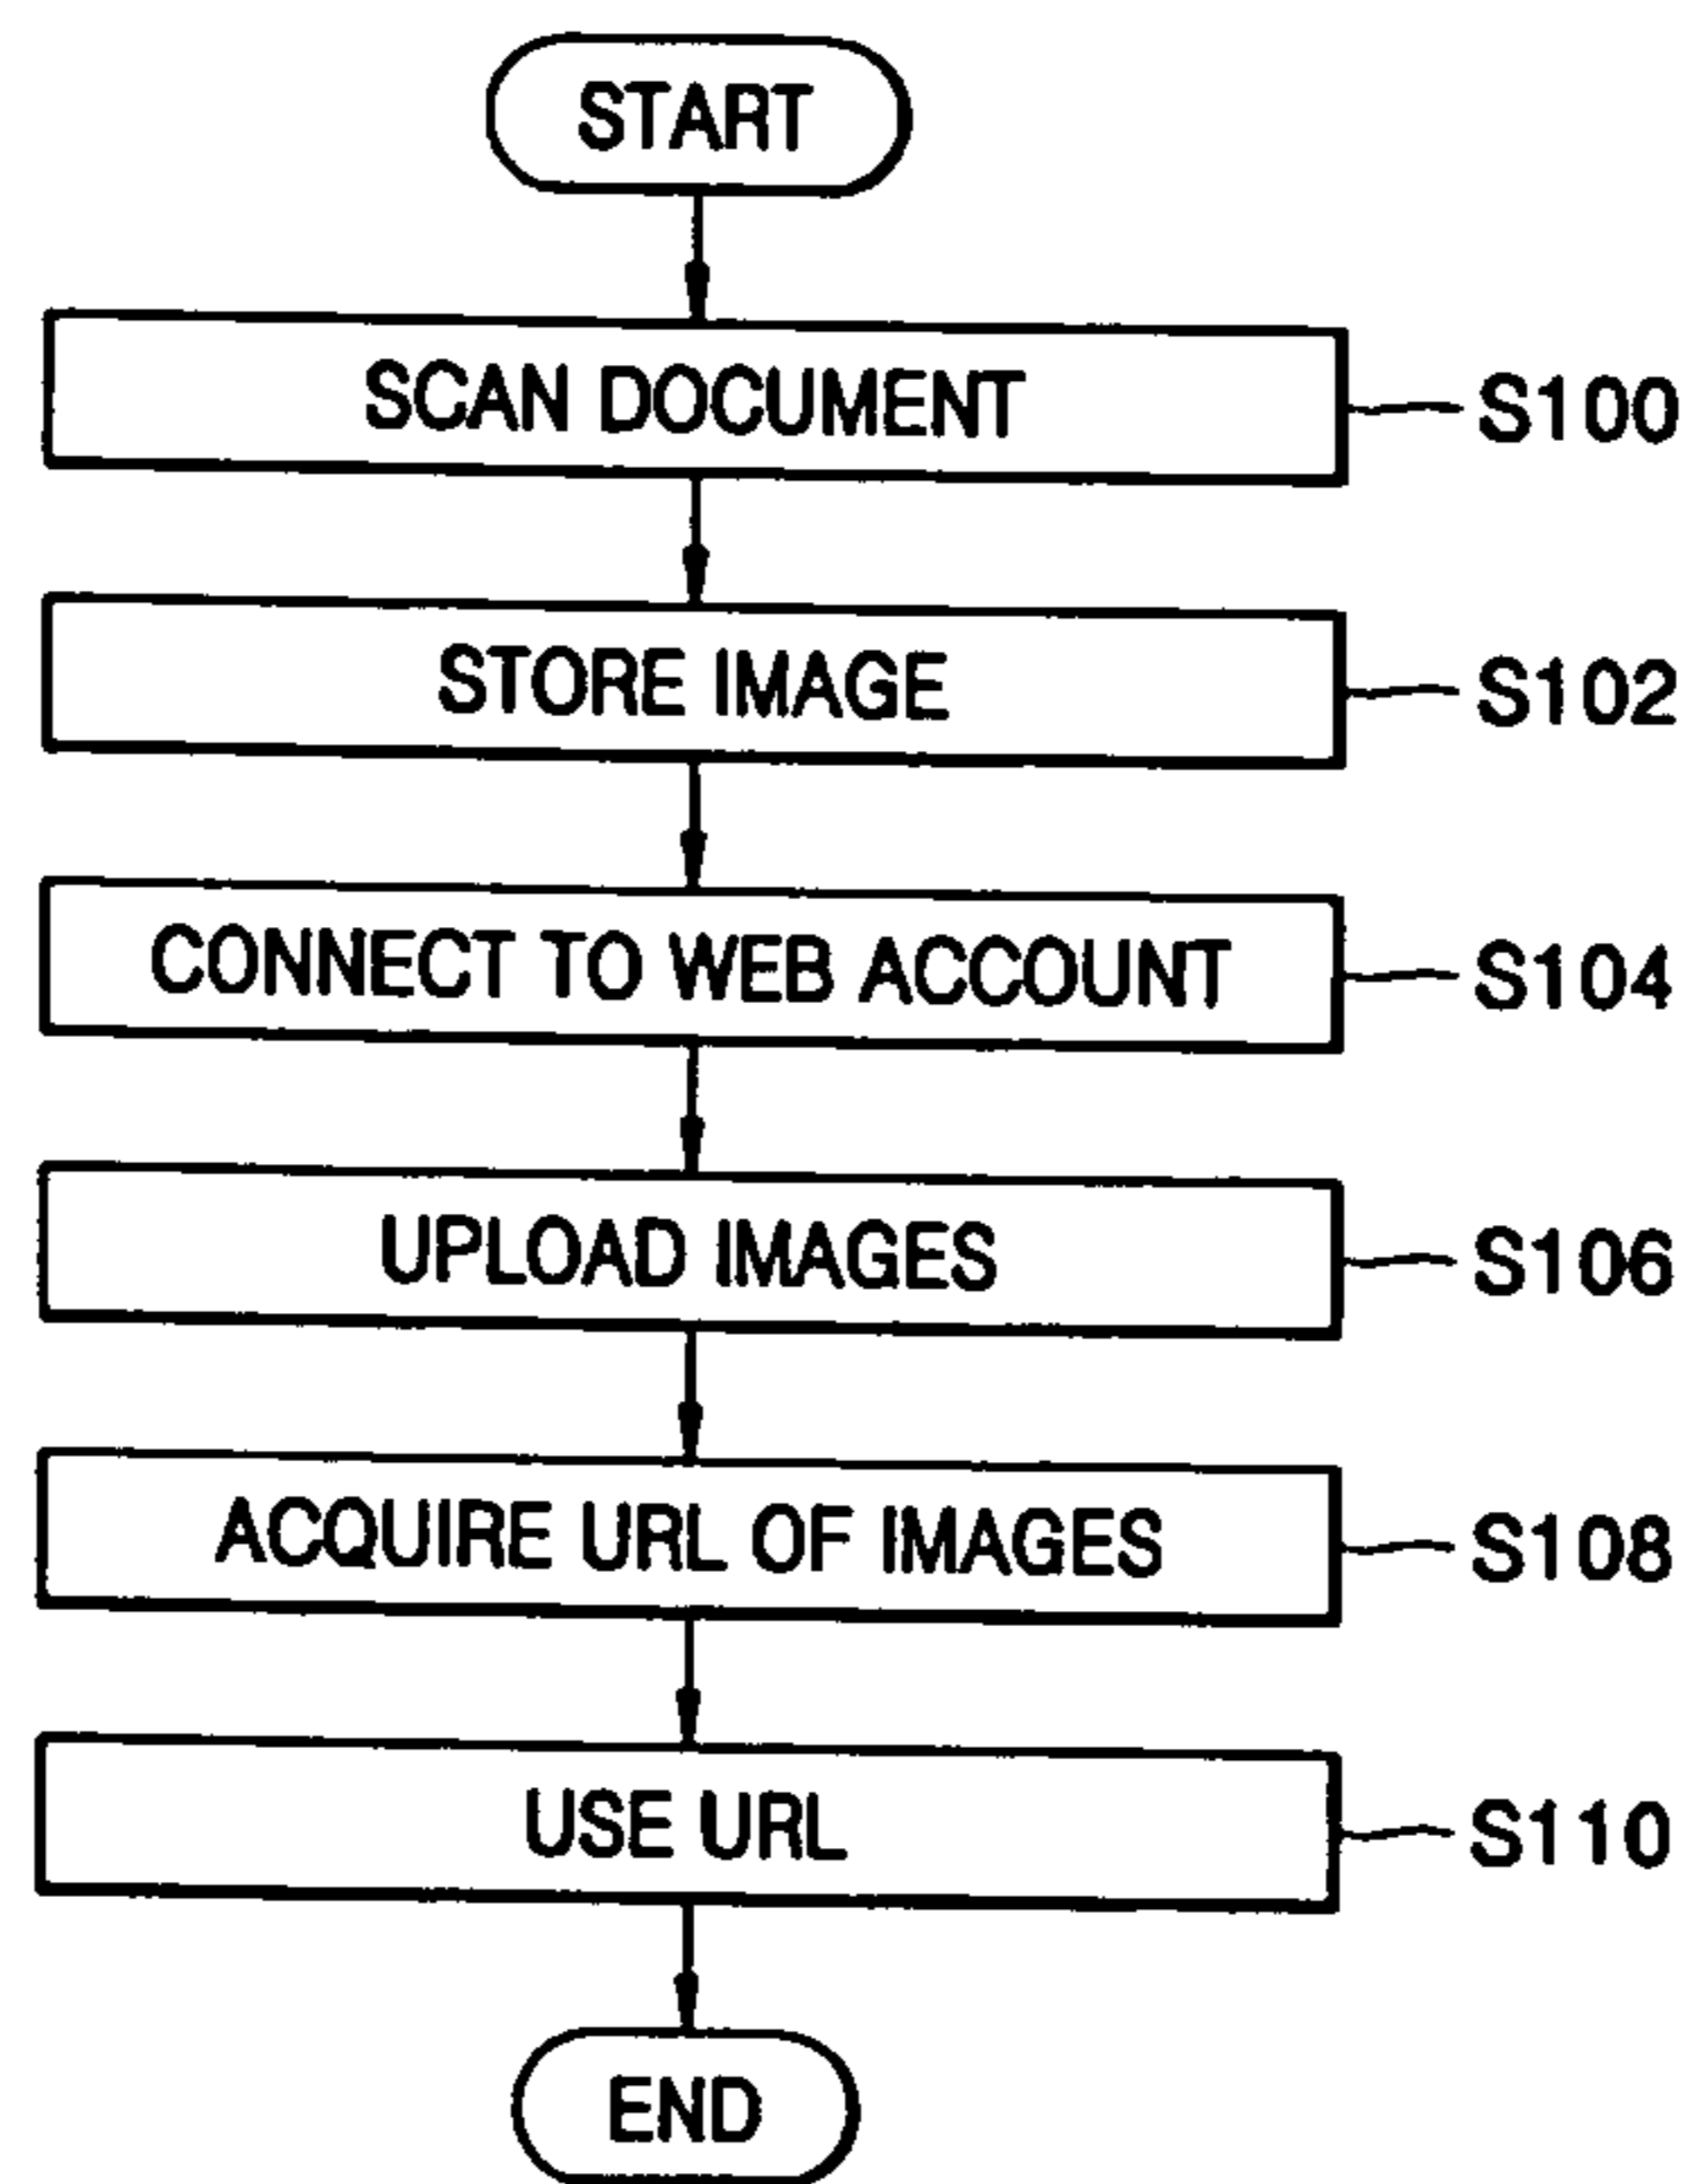 START
SCAN DOCUMENT
S100
STORE IMAGE
S102
CONNECT TO WEB ACCOUNT
S104
UPLOAD IMAGES
S106
ACQUIRE URL OF IMAGES
S108
USE URL
S110
END